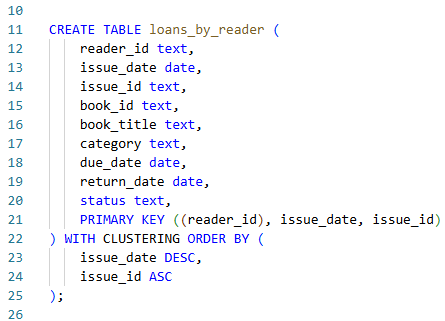 10
11 CREATE TABLE loans_by_reader (
12     reader_id text,
13     issue_date date,
14     issue_id text,
15     book_id text,
16     book_title text,
17     category text,
18     due_date date,
19     return_date date,
20     status text,
21     PRIMARY KEY ((reader_id), issue_date, issue_id)
22 ) WITH CLUSTERING ORDER BY (
23     issue_date DESC,
24     issue_id ASC
25 );
26